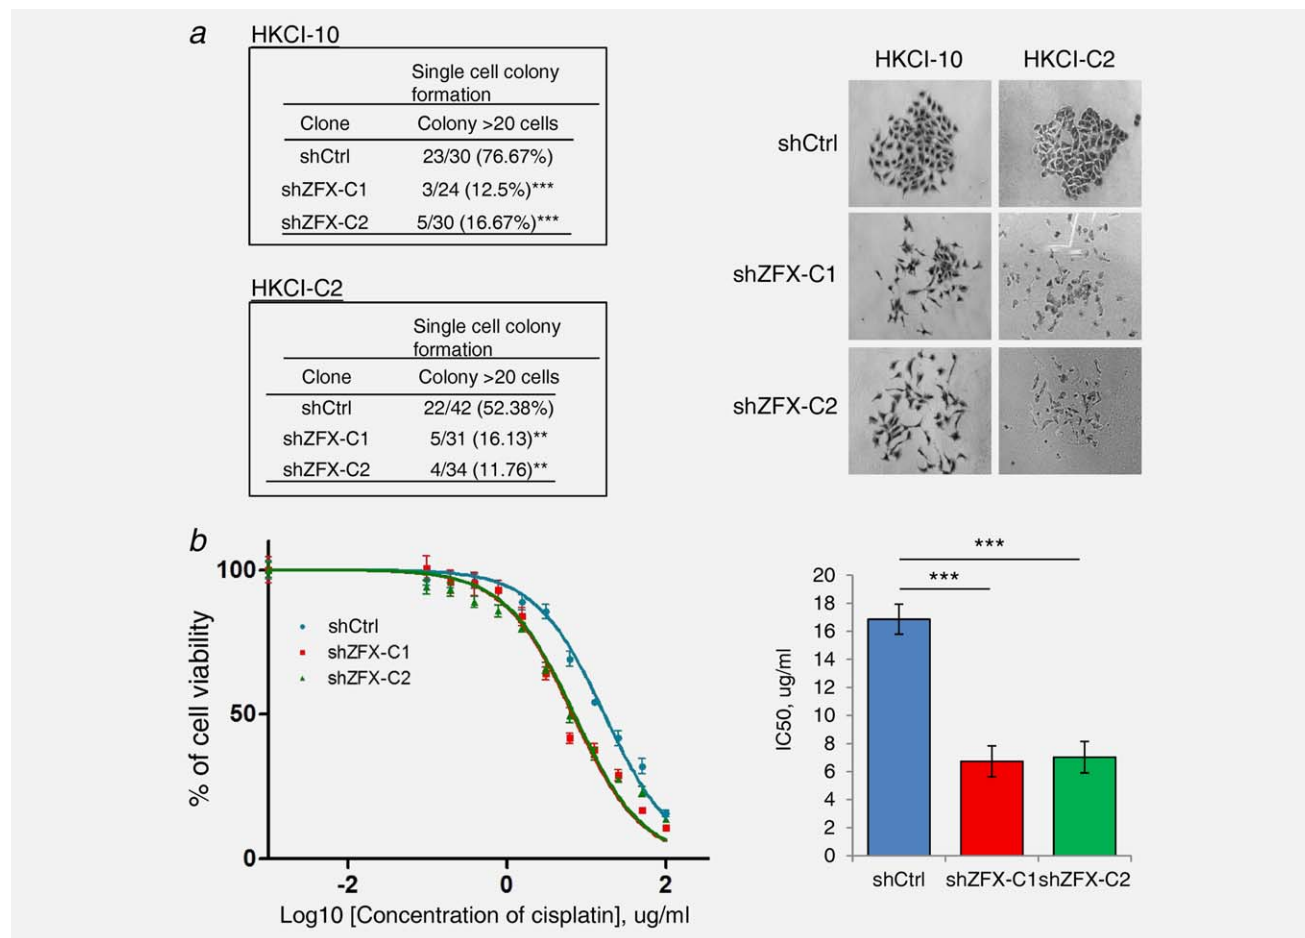 a
HKCI-10
Single cell colony
formation
Clone Colony >20 cells
shCtrl 23/30 (76.67%)
shZFX-C1 3/24 (12.5%)***
shZFX-C2 5/30 (16.67%)***
HKCI-C2
Single cell colony
formation
Clone Colony >20 cells
shCtrl 22/42 (52.38%)
shZFX-C1 5/31 (16.13)**
shZFX-C2 4/34 (11.76)**
HKCI-10 HKCI-C2
shCtrl
shZFX-C1
shZFX-C2
b
% of cell viability
100
50
0
shCtrl
shZFX-C1
shZFX-C2
-2 0 2
Log10 [Concentration of cisplatin], ug/ml
IC50, ug/ml
20
18
16
14
12
10
8
6
4
2
0
***
***
shCtrl shZFX-C1 shZFX-C2